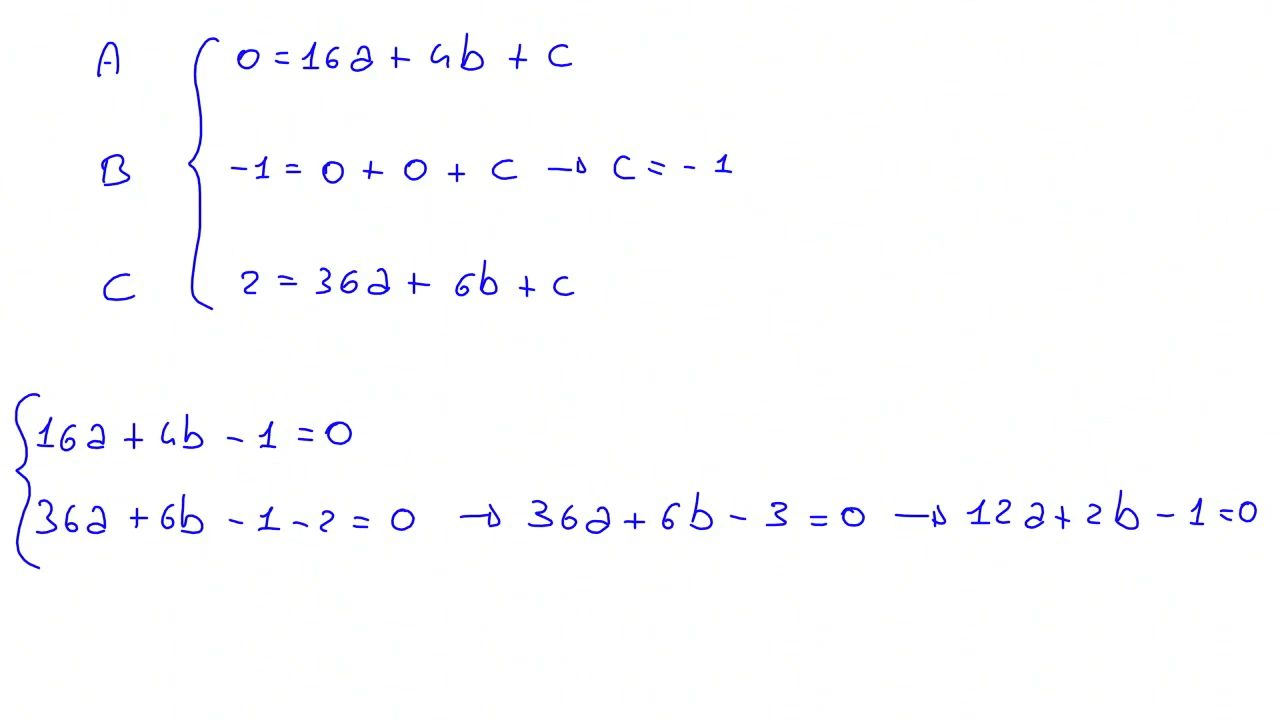 A 0 = 16a + 4b + c
B -1 = 0 + 0 + c → c = -1
C 2 = 36a + 6b + c
16a + 4b - 1 = 0
36a + 6b - 1 - 2 = 0 → 36a + 6b - 3 = 0 → 12a + 2b - 1 = 0